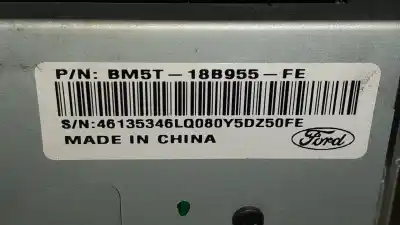 P/N: BM5T-18B955-FE
S/N:46135346LQ080Y5DZ50FE
MADE IN CHINA
Ford